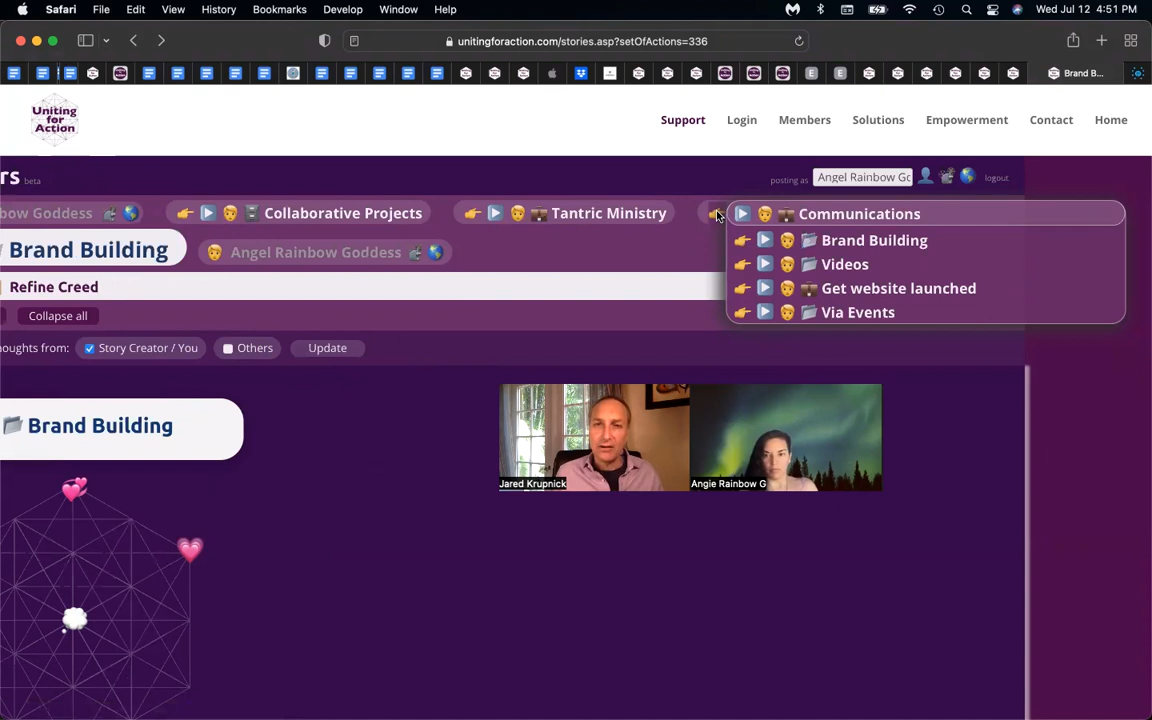 Safari File Edit View History Bookmarks Develop Window Help Wed Jul 12 4:51 PM
unitingforaction.com/stories.asp?setOfActions=336
Brand B...
Uniting
for
Action
Support Login Members Solutions Empowerment Contact Home
rs beta posting as Angel Rainbow Go logout
bow Goddess Collaborative Projects Tantric Ministry Communications
Brand Building Angel Rainbow Goddess Brand Building
Videos
Refine Creed Get website launched
Collapse all Via Events
houghts from: Story Creator / You Others Update
Brand Building
Jared Krupnick Angie Rainbow G